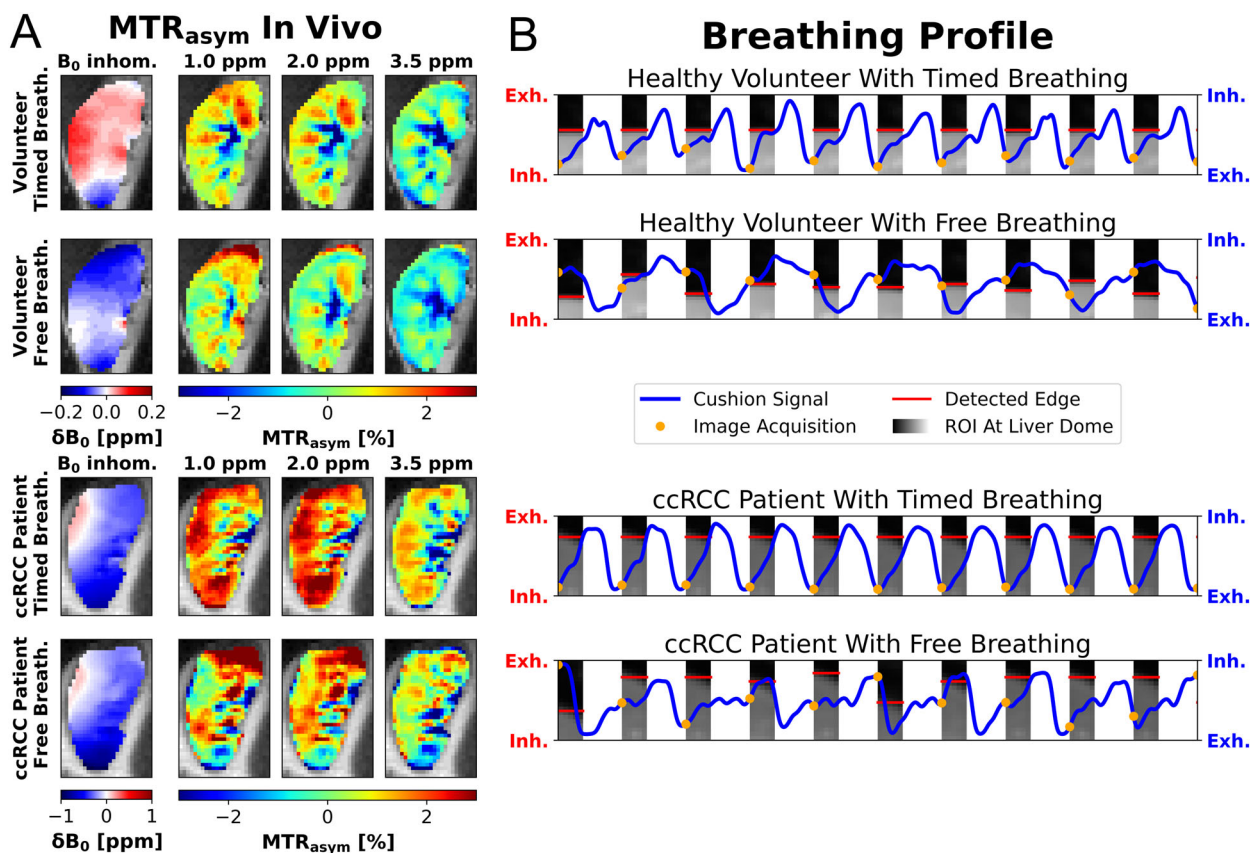 A
MTRasym In Vivo
B0 inhom. 1.0 ppm 2.0 ppm 3.5 ppm
Volunteer
Timed Breath.
Volunteer
Free Breath.
−0.2 0.0 0.2
δB0 [ppm]
−2 0 2
MTRasym [%]
B0 inhom. 1.0 ppm 2.0 ppm 3.5 ppm
ccRCC Patient
Timed Breath.
ccRCC Patient
Free Breath.
−1 0 1
δB0 [ppm]
−2 0 2
MTRasym [%]
B
Breathing Profile
Healthy Volunteer With Timed Breathing
Exh. Inh.
Inh. Exh.
Healthy Volunteer With Free Breathing
Exh. Inh.
Inh. Exh.
Cushion Signal Detected Edge
Image Acquisition ROI At Liver Dome
ccRCC Patient With Timed Breathing
Exh. Inh.
Inh. Exh.
ccRCC Patient With Free Breathing
Exh. Inh.
Inh. Exh.